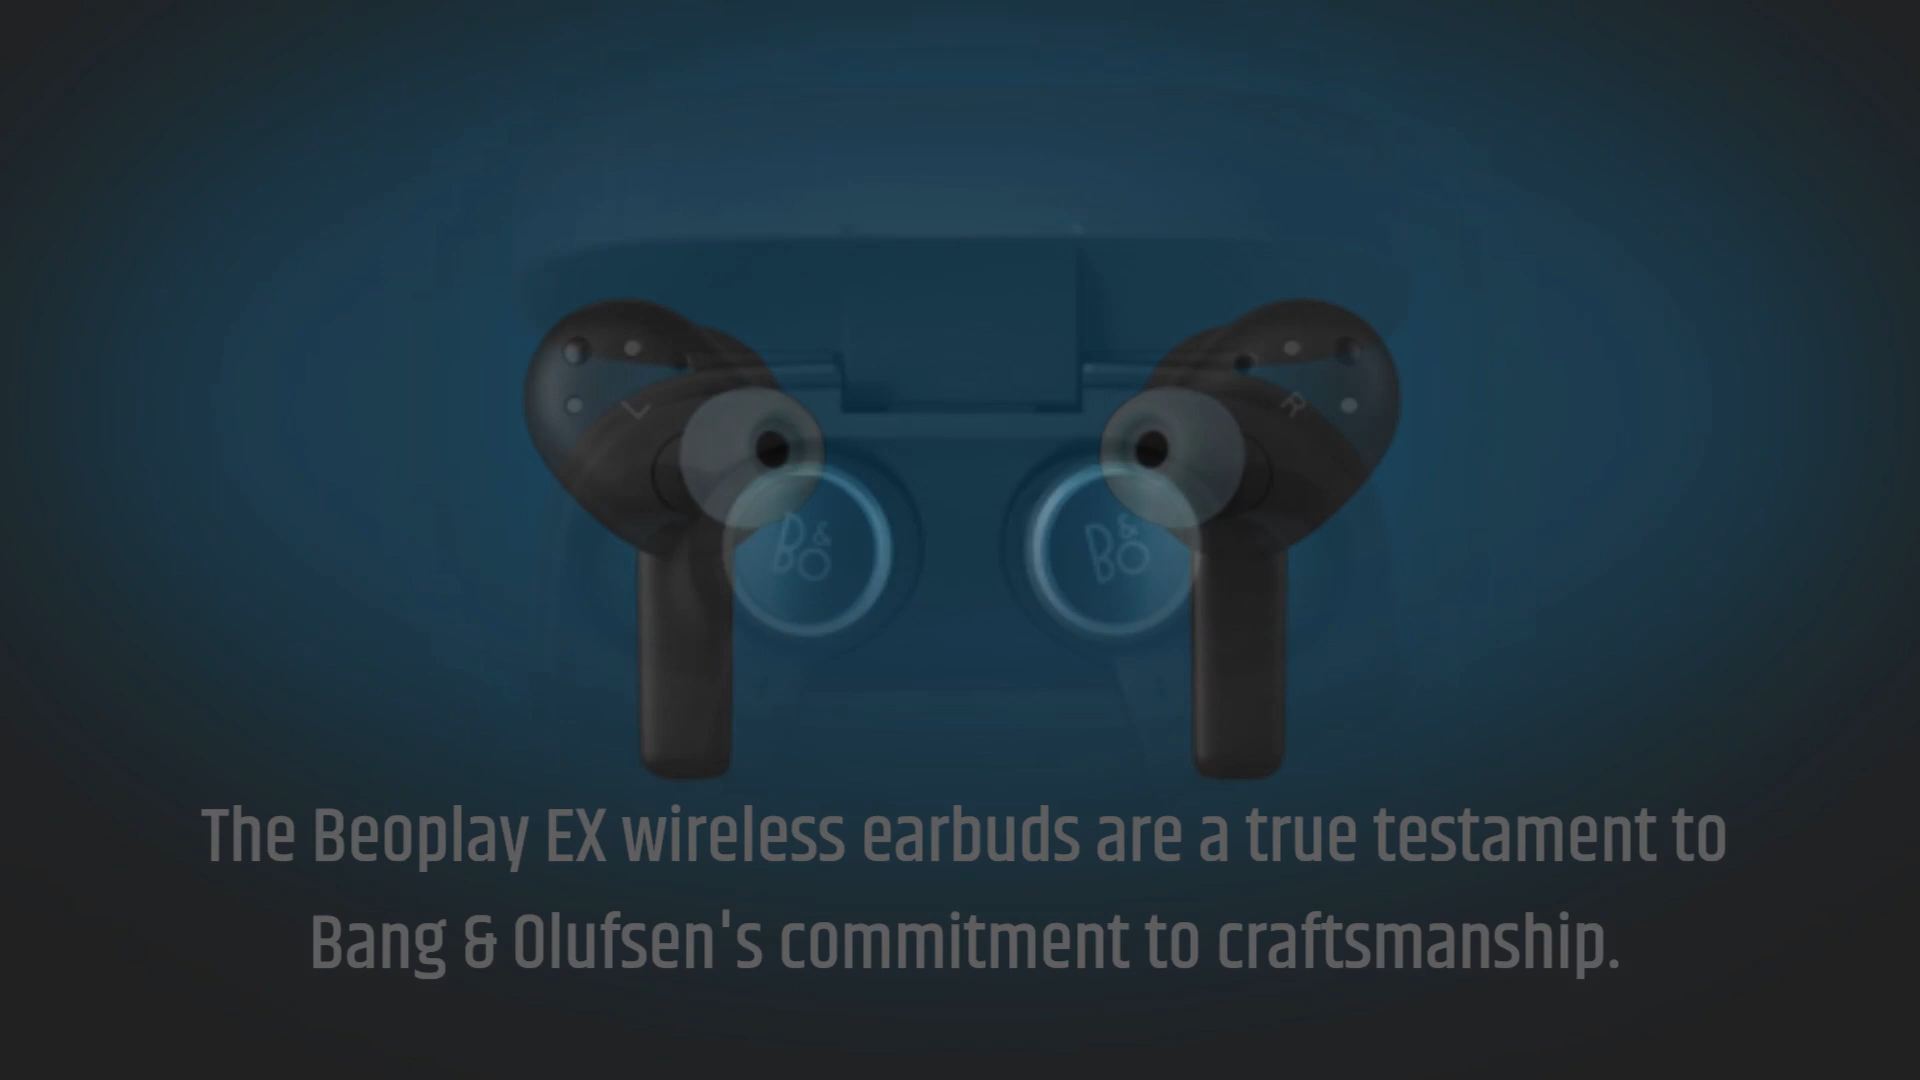 L
R
B&O
B&O
The Beoplay EX wireless earbuds are a true testament to
Bang & Olufsen's commitment to craftsmanship.